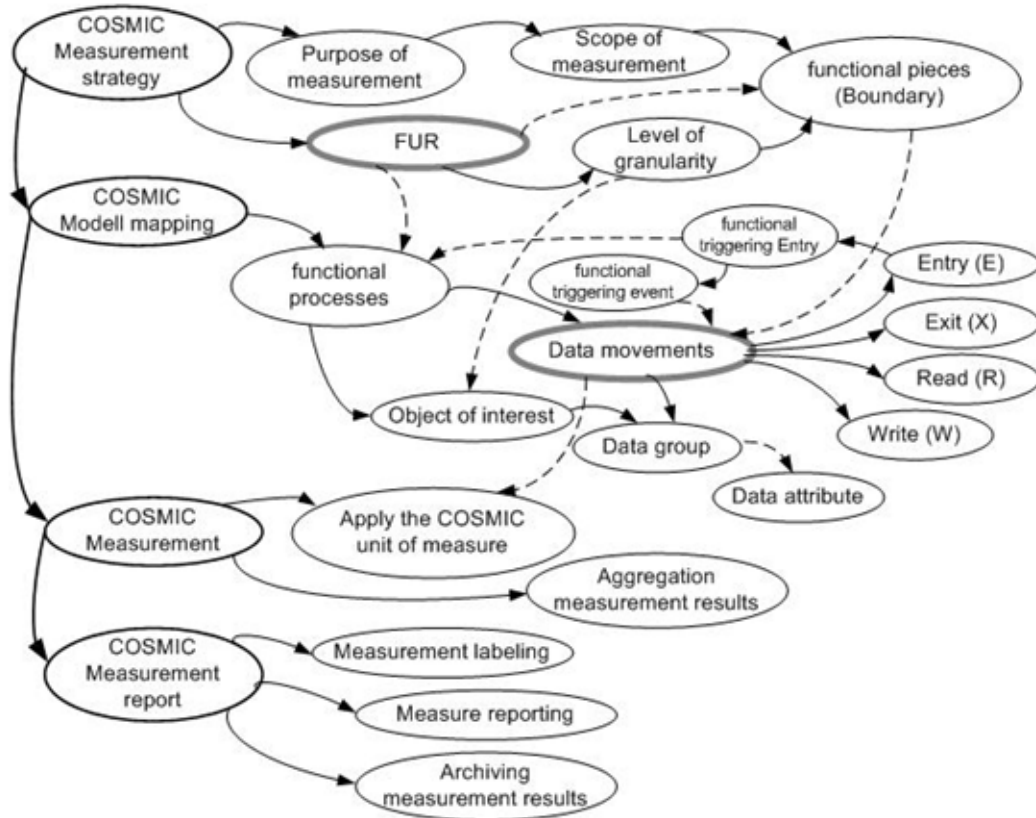 COSMIC
Measurement
strategy
Purpose of
measurement
Scope of
measurement
functional pieces
(Boundary)
FUR
Level of
granularity
COSMIC
Modell mapping
functional
processes
functional
triggering Entry
functional
triggering event
Entry (E)
Exit (X)
Data movements
Read (R)
Object of interest
Write (W)
Data group
Data attribute
COSMIC
Measurement
Apply the COSMIC
unit of measure
Aggregation
measurement results
COSMIC
Measurement
report
Measurement labeling
Measure reporting
Archiving
measurement results